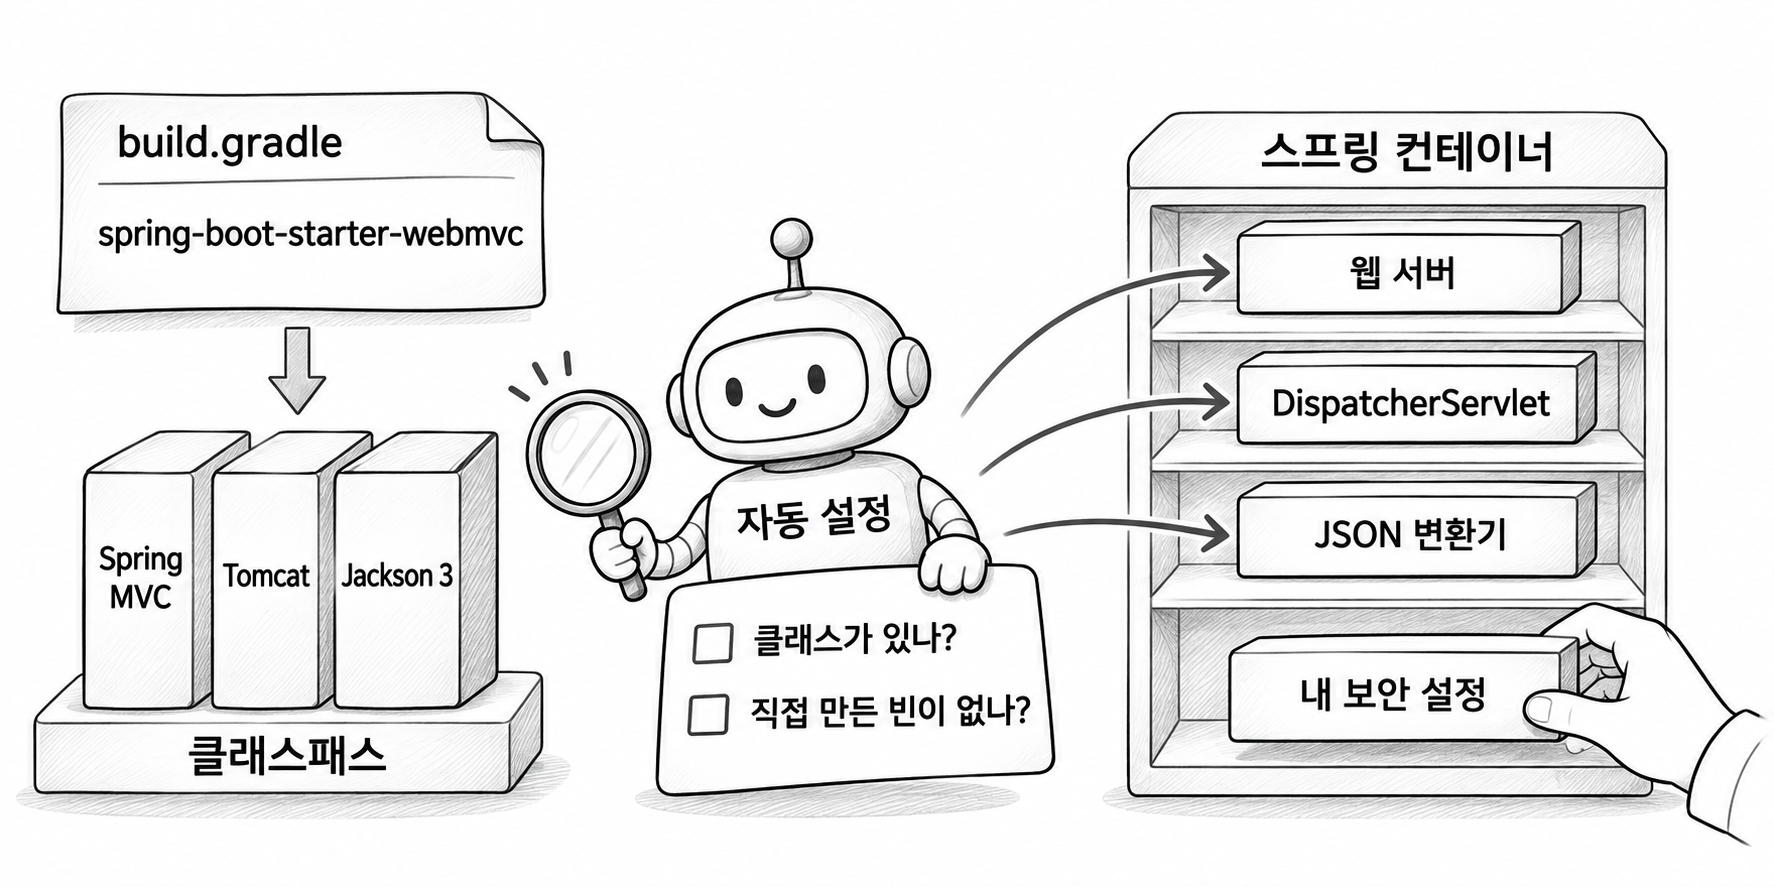 build.gradle
spring-boot-starter-webmvc
Spring
MVC
Tomcat
Jackson 3
클래스패스
자동 설정
클래스가 있나?
직접 만든 빈이 없나?
스프링 컨테이너
웹 서버
DispatcherServlet
JSON 변환기
내 보안 설정